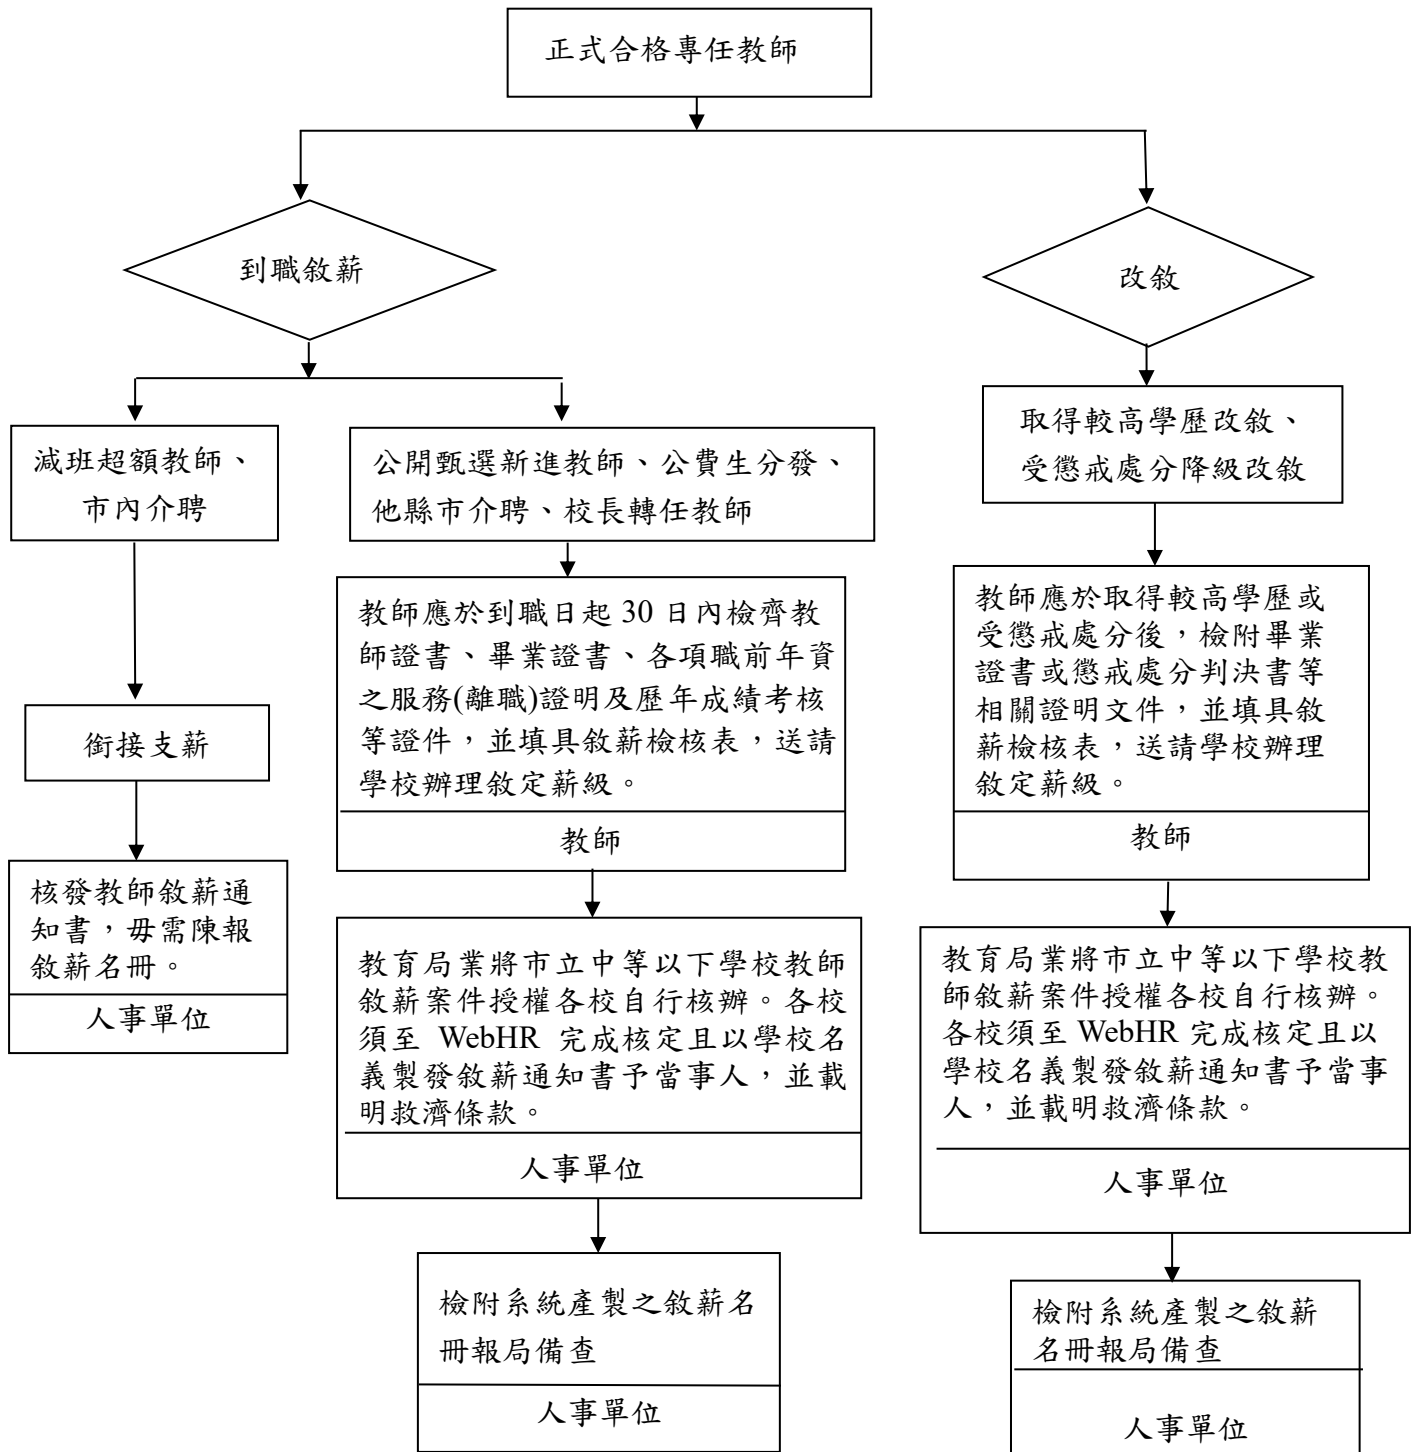 正式合格專任教師
到職敘薪
改敘
減班超額教師、
市內介聘
公開甄選新進教師、公費生分發、
他縣市介聘、校長轉任教師
取得較高學歷改敘、
受懲戒處分降級改敘
銜接支薪
教師應於到職日起 30 日內檢齊教
師證書、畢業證書、各項職前年資
之服務(離職)證明及歷年成績考核
等證件，並填具敘薪檢核表，送請
學校辦理敘定薪級。
教師
教師應於取得較高學歷或
受懲戒處分後，檢附畢業
證書或懲戒處分判決書等
相關證明文件，並填具敘
薪檢核表，送請學校辦理
敘定薪級。
教師
核發教師敘薪通
知書，毋需陳報
敘薪名冊。
人事單位
教育局業將市立中等以下學校教師
敘薪案件授權各校自行核辦。各校
須至 WebHR 完成核定且以學校名
義製發敘薪通知書予當事人，並載
明救濟條款。
人事單位
教育局業將市立中等以下學校教
師敘薪案件授權各校自行核辦。
各校須至 WebHR 完成核定且以
學校名義製發敘薪通知書予當事
人，並載明救濟條款。
人事單位
檢附系統產製之敘薪名
冊報局備查
人事單位
檢附系統產製之敘薪
名冊報局備查
人事單位